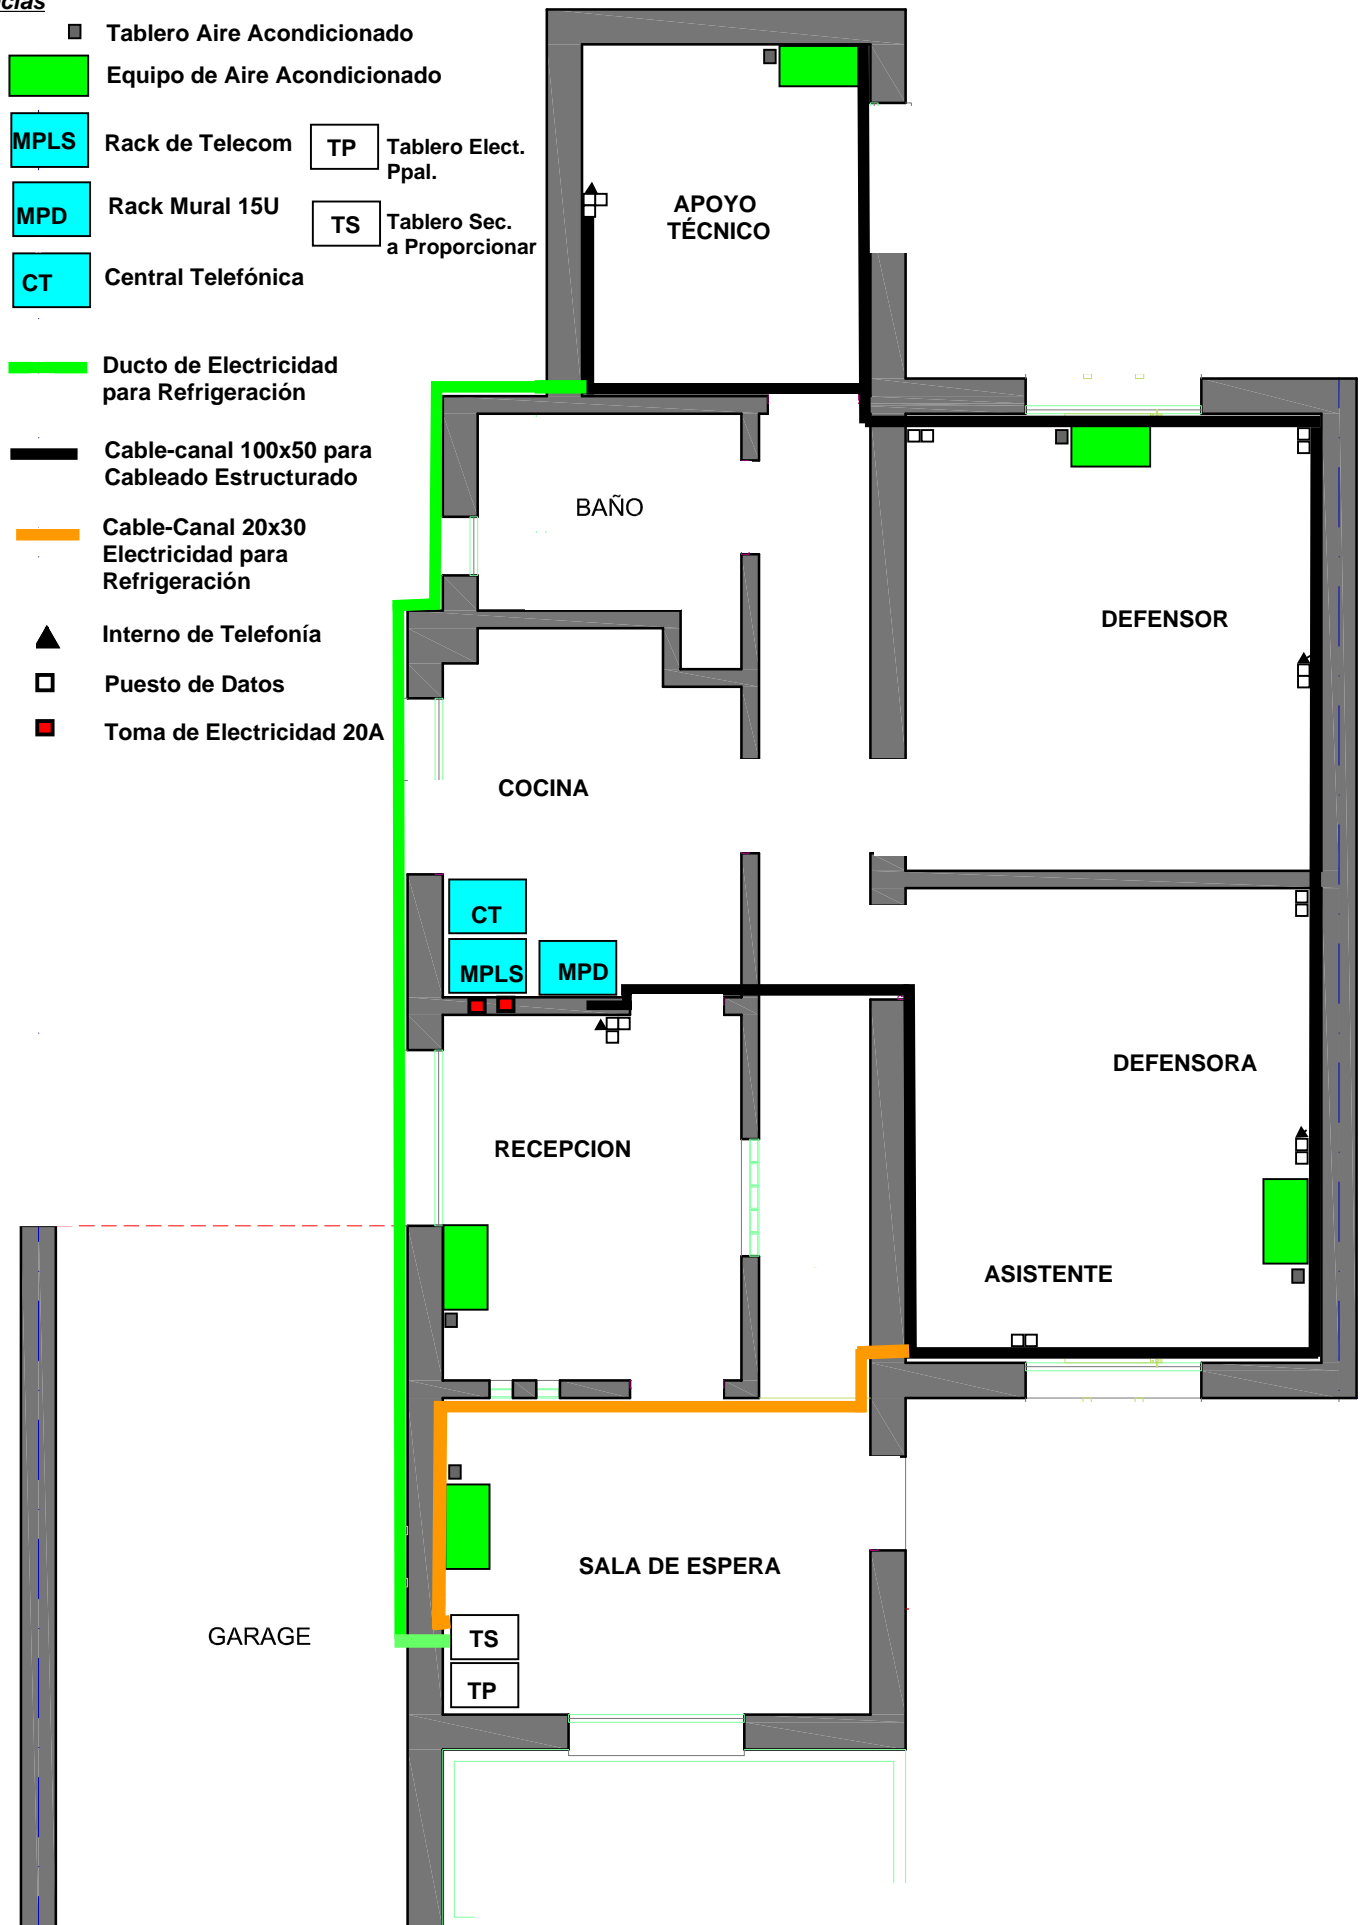 Tablero Aire Acondicionado
Equipo de Aire Acondicionado
MPLS
Rack de Telecom
TP
Tablero Elect.
Ppal.
MPD
Rack Mural 15U
TS
Tablero Sec.
a Proporcionar
CT
Central Telefónica
Ducto de Electricidad
para Refrigeración
Cable-canal 100x50 para
Cableado Estructurado
Cable-Canal 20x30
Electricidad para
Refrigeración
Interno de Telefonía
Puesto de Datos
Toma de Electricidad 20A
APOYO
TÉCNICO
BAÑO
DEFENSOR
COCINA
CT
MPLS
MPD
DEFENSORA
RECEPCION
ASISTENTE
SALA DE ESPERA
GARAGE
TS
TP